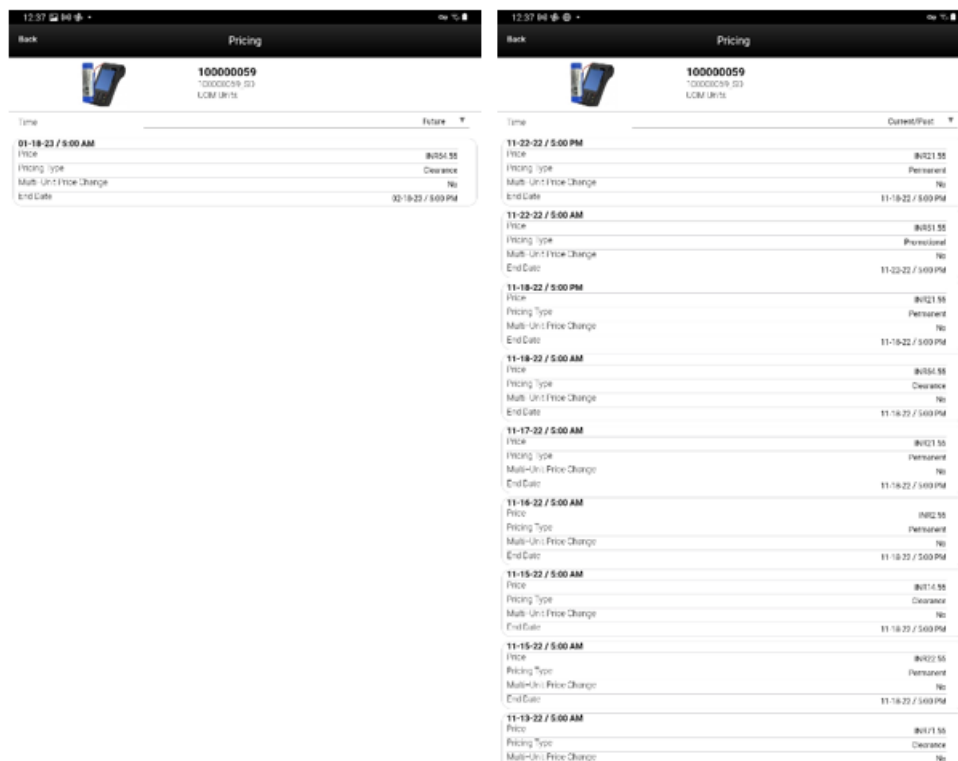 12:37
Back
Pricing
100000059
100000059_SD
UOM Units
Time
Future
01-18-23 / 5:00 AM
Price
INR54.55
Pricing Type
Clearance
Multi-Unit Price Change
No
End Date
02-18-23 / 5:00 PM
12:37
Back
Pricing
100000059
100000059_SD
UOM Units
Time
Current/Past
11-22-22 / 5:00 PM
Price
INR21.55
Pricing Type
Permanent
Multi-Unit Price Change
No
End Date
11-18-22 / 5:00 PM
11-22-22 / 5:00 AM
Price
INR51.55
Pricing Type
Promotional
Multi-Unit Price Change
No
End Date
11-22-22 / 5:00 PM
11-18-22 / 5:00 PM
Price
INR21.55
Pricing Type
Permanent
Multi-Unit Price Change
No
End Date
11-18-22 / 5:00 PM
11-18-22 / 5:00 AM
Price
INR54.55
Pricing Type
Clearance
Multi-Unit Price Change
No
End Date
11-18-22 / 5:00 PM
11-17-22 / 5:00 AM
Price
INR21.55
Pricing Type
Permanent
Multi-Unit Price Change
No
End Date
11-18-22 / 5:00 PM
11-16-22 / 5:00 AM
Price
INR2.55
Pricing Type
Permanent
Multi-Unit Price Change
No
End Date
11-18-22 / 5:00 PM
11-15-22 / 5:00 AM
Price
INR14.55
Pricing Type
Clearance
Multi-Unit Price Change
No
End Date
11-18-22 / 5:00 PM
11-15-22 / 5:00 AM
Price
INR22.55
Pricing Type
Permanent
Multi-Unit Price Change
No
End Date
11-18-22 / 5:00 PM
11-13-22 / 5:00 AM
Price
INR71.55
Pricing Type
Clearance
Multi-Unit Price Change
No